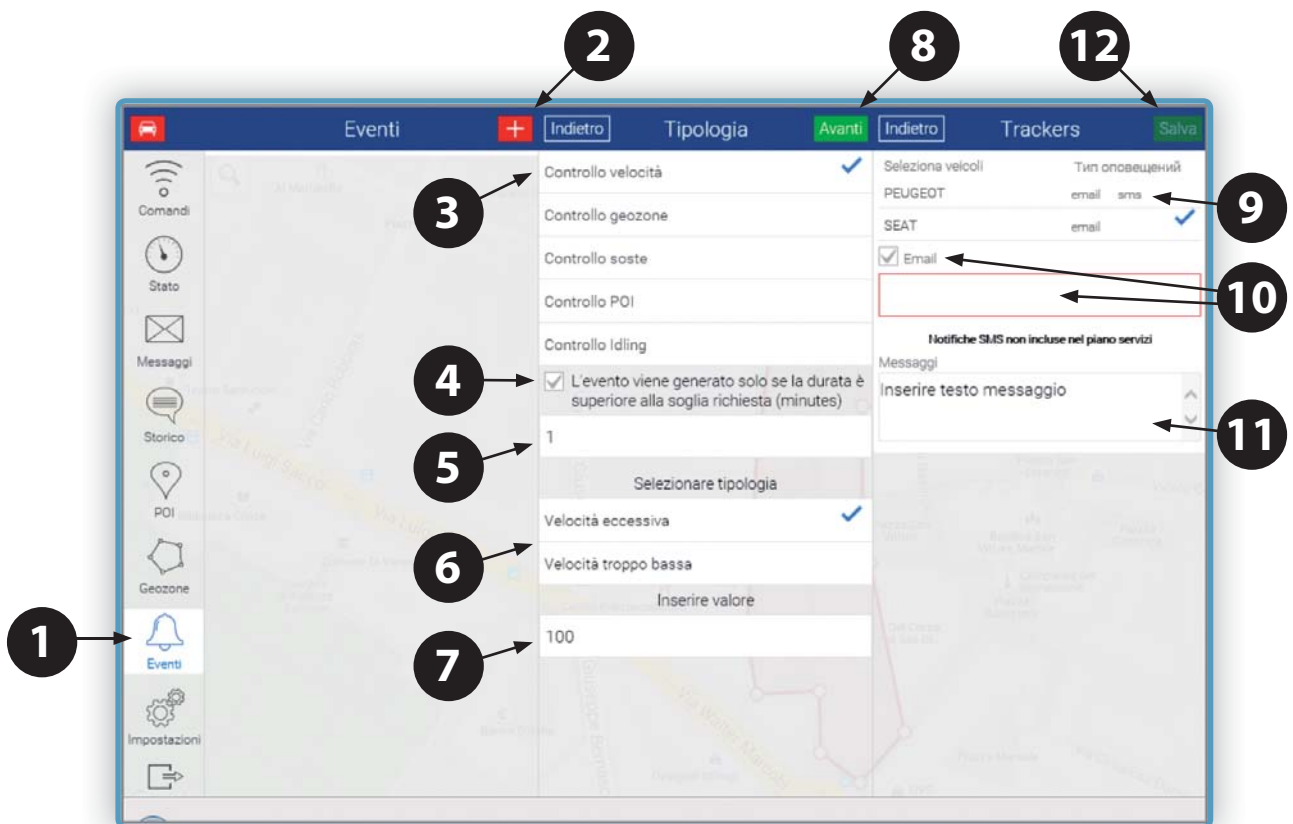 2
8
12
Eventi
+
Indietro
Tipologia
Avanti
Indietro
Trackers
Salva
Comandi
Stato
Messaggi
Storico
POI
Geozone
1
Eventi
Impostazioni
3
Controllo velocità
Controllo geozone
Controllo soste
Controllo POI
Controllo Idling
4
L'evento viene generato solo se la durata è
superiore alla soglia richiesta (minutes)
5
1
Selezionare tipologia
6
Velocità eccessiva
Velocità troppo bassa
Inserire valore
7
100
Seleziona veicoli
Тип оповещений
PEUGEOT
email sms
9
SEAT
email
Email
10
Notifiche SMS non incluse nel piano servizi
Messaggi
Inserire testo messaggio
11
Via Luigi Sacco